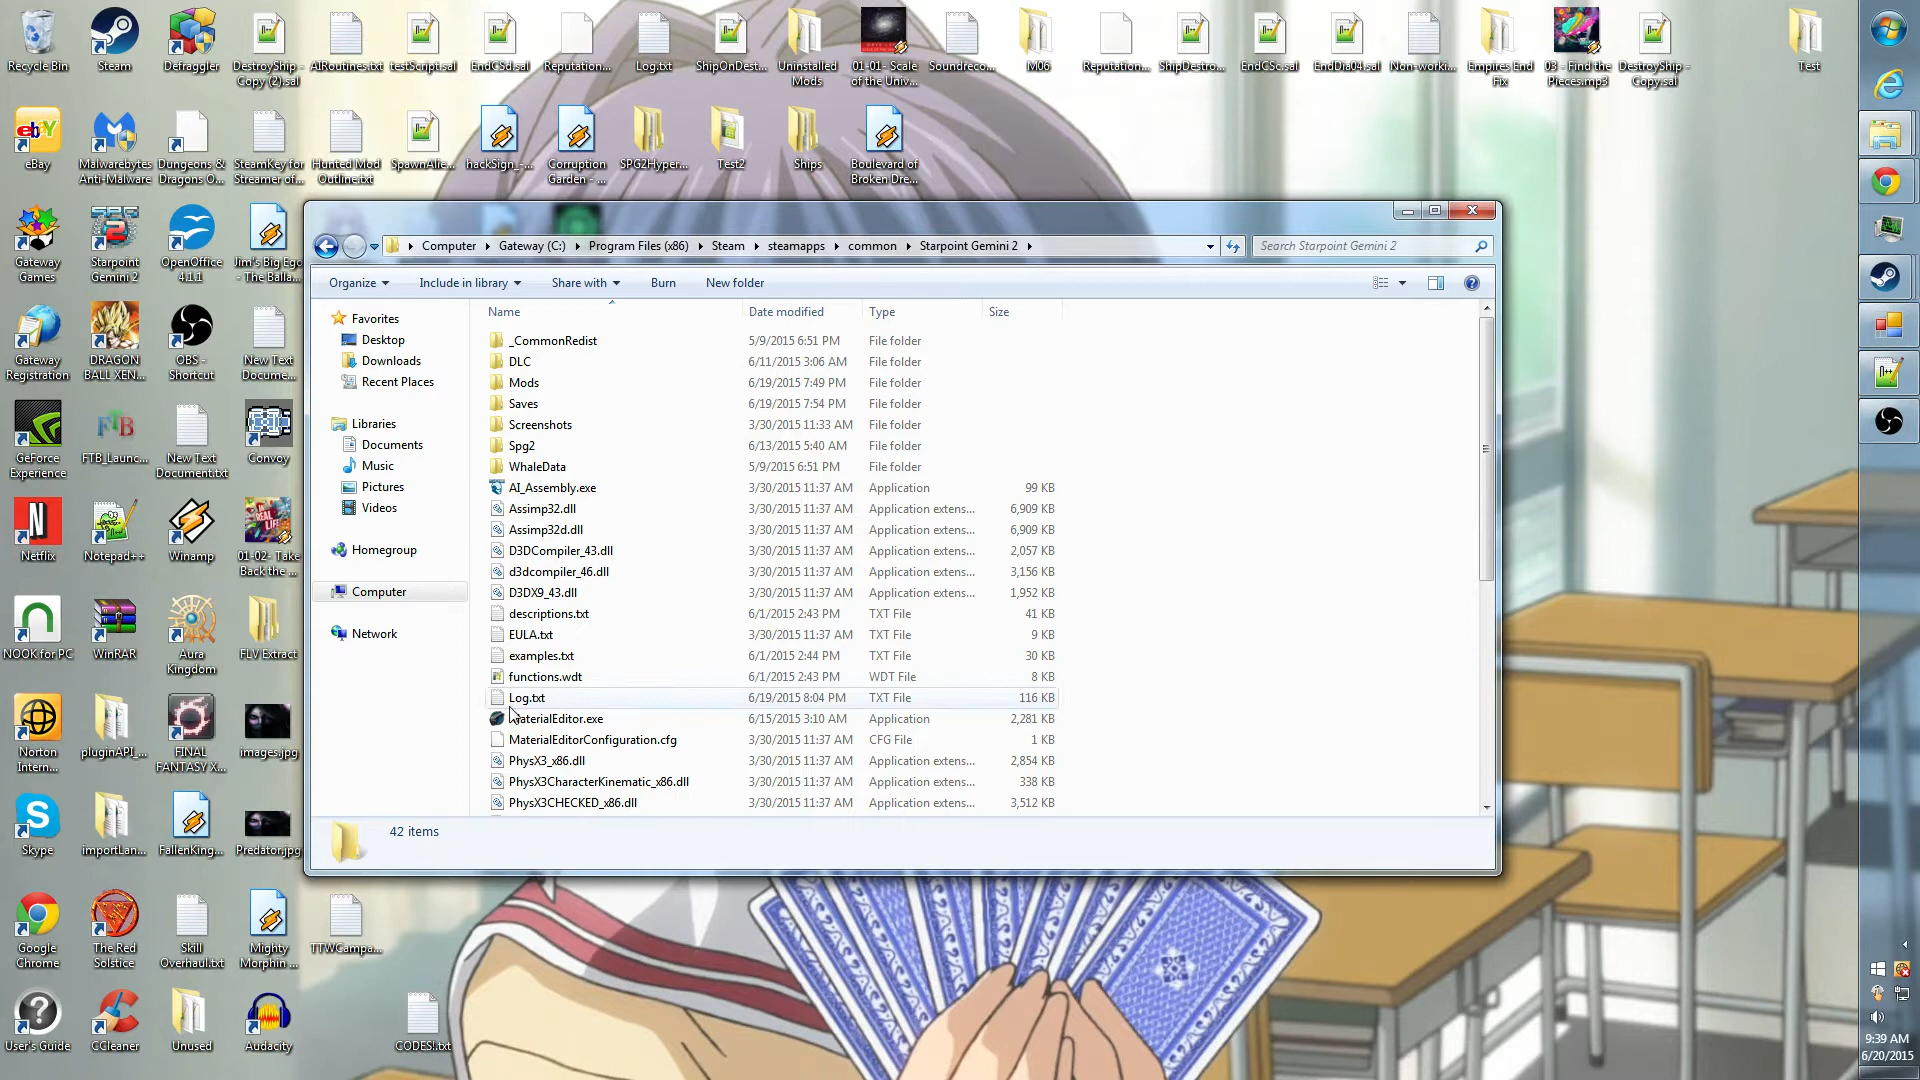 Recycle Bin
Steam
Defraggler
DestroyShip -
Copy (2).sal
AIRoutines.txt
testScript.sal
EndCSd.sal
Reputation...
Log.txt
ShipOnDest...
Uninstalled
Mods
01-01- Scale
of the Univ...
Soundreco...
M06
Reputation...
ShipDestro...
EndCSc.sal
EndDia04.sal
Non-worki...
Empires End
Fix
03 - Find the
Pieces.mp3
DestroyShip -
Copy.sal
Test
eBay
Malwarebytes
Anti-Malware
Dungeons &
Dragons O...
SteamKey for
Streamer of...
Hunted Mod
Outline.txt
SpawnAlie...
hackSign_-...
Corruption
Garden - ...
SPG2Hyper...
Test2
Ships
Boulevard of
Broken Dre...
Gateway
Games
Starpoint
Gemini 2
OpenOffice
4.1.1
Jim's Big Ego
- The Balla...
Computer
Gateway (C:)
Program Files (x86)
Steam
steamapps
common
Starpoint Gemini 2
Search Starpoint Gemini 2
Organize
Include in library
Share with
Burn
New folder
Name Date modified Type Size
Favorites
Desktop
Downloads
Recent Places
Libraries
Documents
Music
Pictures
Videos
Homegroup
Computer
Network
_CommonRedist 5/9/2015 6:51 PM File folder
DLC 6/11/2015 3:06 AM File folder
Mods 6/19/2015 7:49 PM File folder
Saves 6/19/2015 7:54 PM File folder
Screenshots 3/30/2015 11:33 AM File folder
Spg2 6/13/2015 5:40 AM File folder
WhaleData 5/9/2015 6:51 PM File folder
AI_Assembly.exe 3/30/2015 11:37 AM Application 99 KB
Assimp32.dll 3/30/2015 11:37 AM Application extens... 6,909 KB
Assimp32d.dll 3/30/2015 11:37 AM Application extens... 6,909 KB
D3DCompiler_43.dll 3/30/2015 11:37 AM Application extens... 2,057 KB
d3dcompiler_46.dll 3/30/2015 11:37 AM Application extens... 3,156 KB
D3DX9_43.dll 3/30/2015 11:37 AM Application extens... 1,952 KB
descriptions.txt 6/1/2015 2:43 PM TXT File 41 KB
EULA.txt 3/30/2015 11:37 AM TXT File 9 KB
examples.txt 6/1/2015 2:44 PM TXT File 30 KB
functions.wdt 6/1/2015 2:43 PM WDT File 8 KB
Log.txt 6/19/2015 8:04 PM TXT File 116 KB
MaterialEditor.exe 6/15/2015 3:10 AM Application 2,281 KB
MaterialEditorConfiguration.cfg 3/30/2015 11:37 AM CFG File 1 KB
PhysX3_x86.dll 3/30/2015 11:37 AM Application extens... 2,854 KB
PhysX3CharacterKinematic_x86.dll 3/30/2015 11:37 AM Application extens... 338 KB
PhysX3CHECKED_x86.dll 3/30/2015 11:37 AM Application extens... 3,512 KB
42 items
Gateway
Registration
DRAGON
BALL XEN...
OBS -
Shortcut
New Text
Docume...
GeForce
Experience
FTB_Launc...
New Text
Document.txt
Convoy
Netflix
Notepad++
Winamp
01-02- Take
Back the ...
NOOK for PC
WinRAR
Aura
Kingdom
FLV Extract
Norton
Intern...
pluginAPI_...
FINAL
FANTASY X...
images.jpg
Skype
importLan...
FallenKing...
Predator.jpg
Google
Chrome
The Red
Solstice
Skill
Overhaul.txt
Mighty
Morphin ...
TTWCampa...
User's Guide
CCleaner
Unused
Audacity
CODES!.txt
9:39 AM
6/20/2015